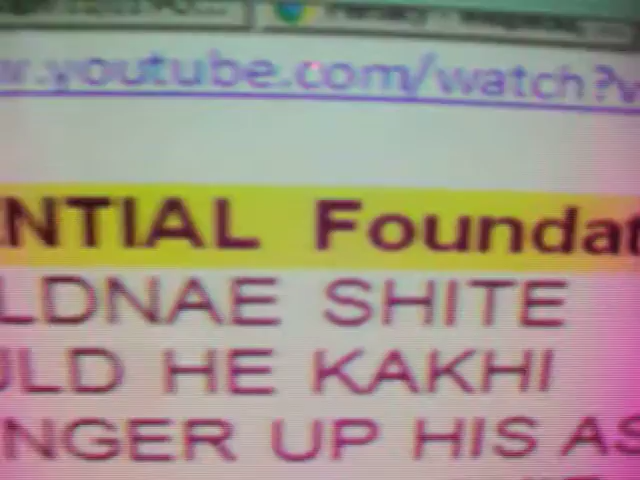 w.youtube.com/watch?v
NTIAL Foundat
LDNAE SHITE
ULD HE KAKHI
NGER UP HIS AS